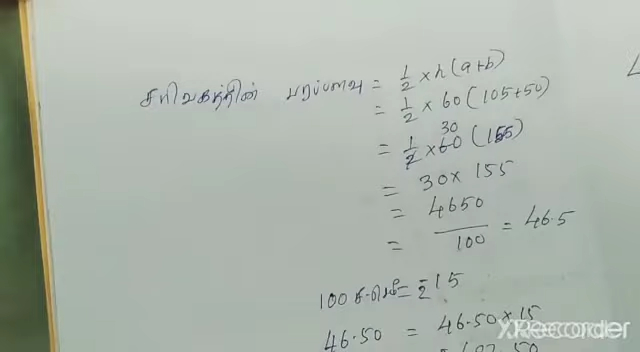 சரிவகத்தின் பரப்பளவு = 1/2 × h (a+b)
= 1/2 × 60 (105+50)
= 1/2 × 60 30 (155)
= 30 × 155
= 4650
= /100 = 46.5
100 ச.செமீ = 15
46.50 = 46.50 × 15
XRecorder